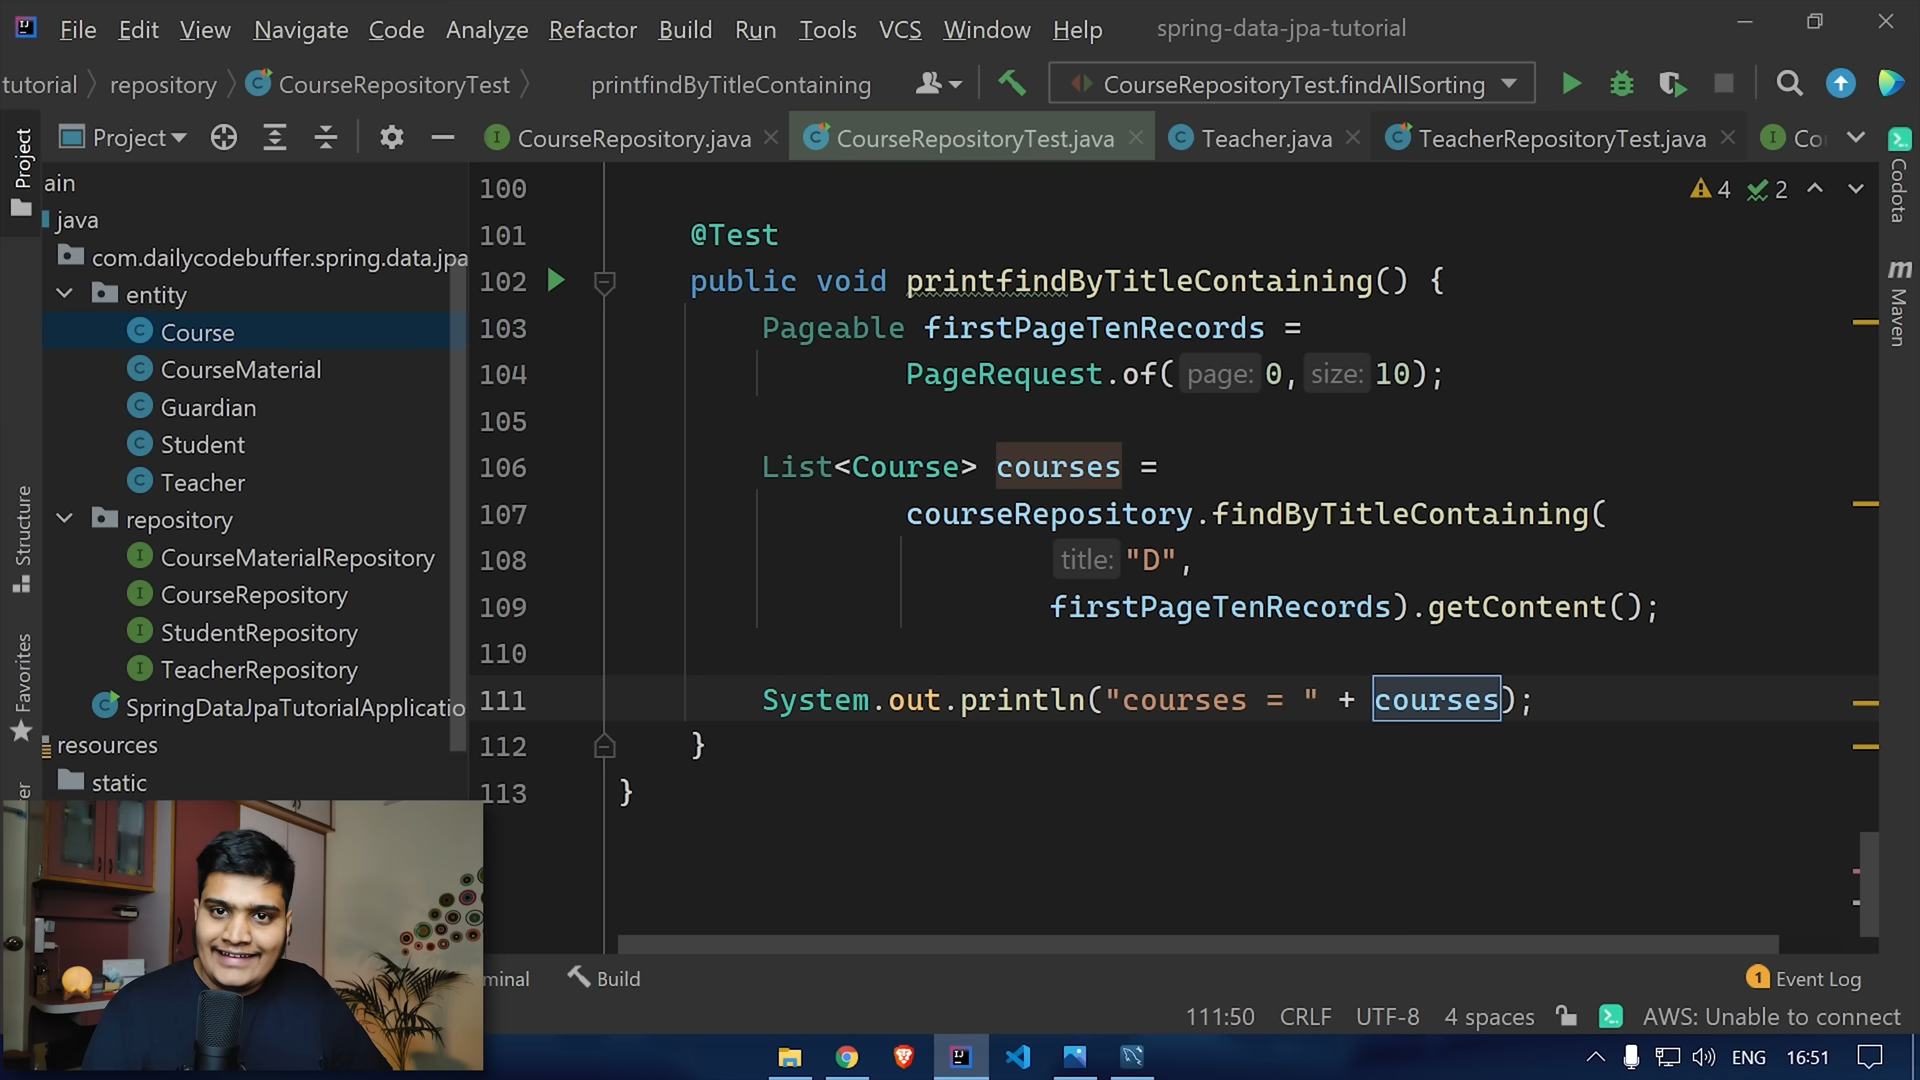 File Edit View Navigate Code Analyze Refactor Build Run Tools VCS Window Help spring-data-jpa-tutorial
tutorial repository CourseRepositoryTest printfindByTitleContaining CourseRepositoryTest.findAllSorting
Project CourseRepository.java CourseRepositoryTest.java Teacher.java TeacherRepositoryTest.java Co
Project
Structure
Favorites
er
ain
java
com.dailycodebuffer.spring.data.jpa
entity
Course
CourseMaterial
Guardian
Student
Teacher
repository
CourseMaterialRepository
CourseRepository
StudentRepository
TeacherRepository
SpringDataJpaTutorialApplicatio
resources
static
4 2
100
101 @Test
102 public void printfindByTitleContaining() {
103 Pageable firstPageTenRecords =
104 PageRequest.of( page: 0, size: 10);
105
106 List<Course> courses =
107 courseRepository.findByTitleContaining(
108 title: "D",
109 firstPageTenRecords).getContent();
110
111 System.out.println("courses = " + courses);
112 }
113 }
Codota
m Maven
minal Build 1 Event Log
111:50 CRLF UTF-8 4 spaces AWS: Unable to connect
ENG 16:51